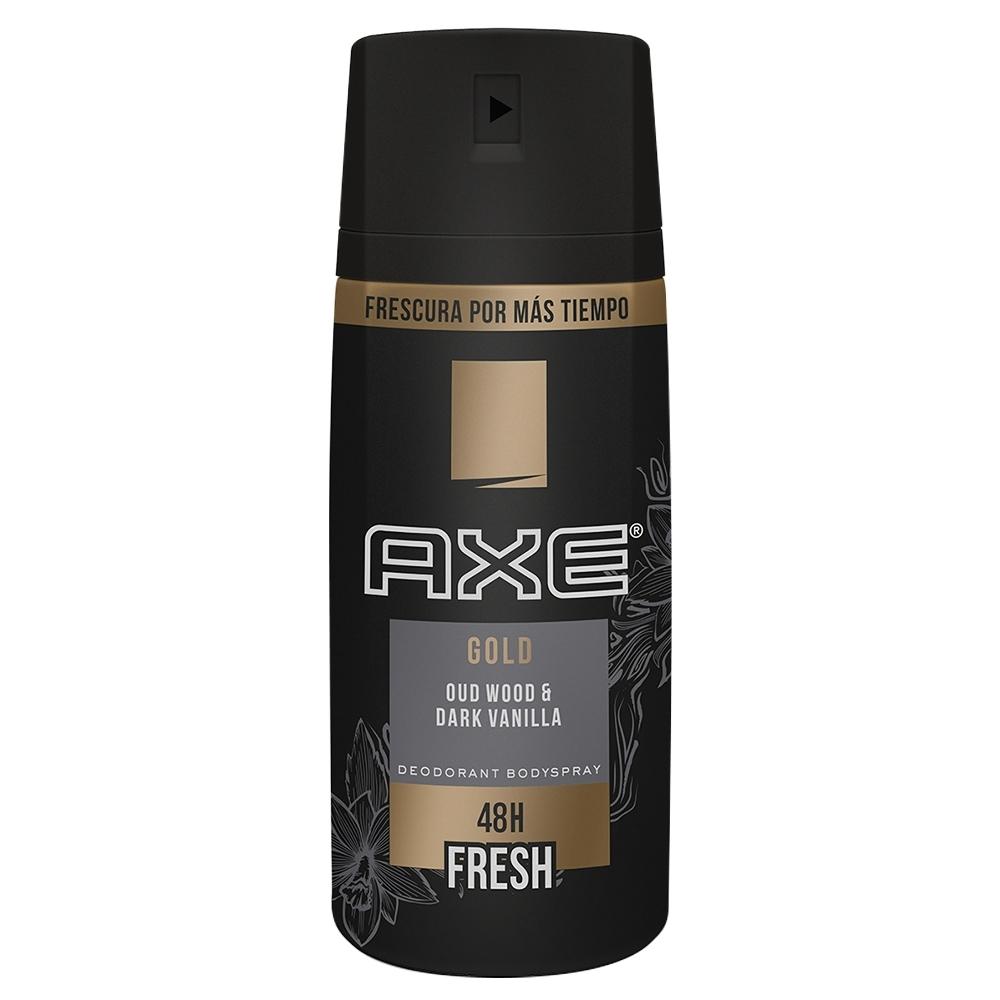 FRESCURA POR MÁS TIEMPO
AXE®
GOLD
OUD WOOD &
DARK VANILLA
DEODORANT BODYSPRAY
48H
FRESH